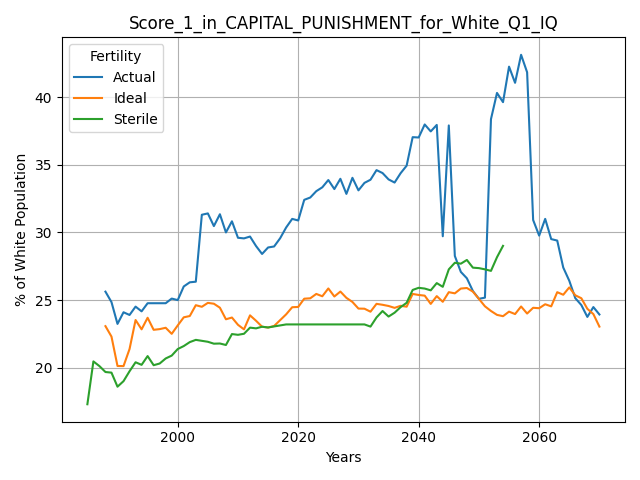 Score_1_in_CAPITAL_PUNISHMENT_for_White_Q1_IQ
Fertility
Actual
Ideal
Sterile
% of White Population
40
35
30
25
20
2000
2020
2040
2060
Years